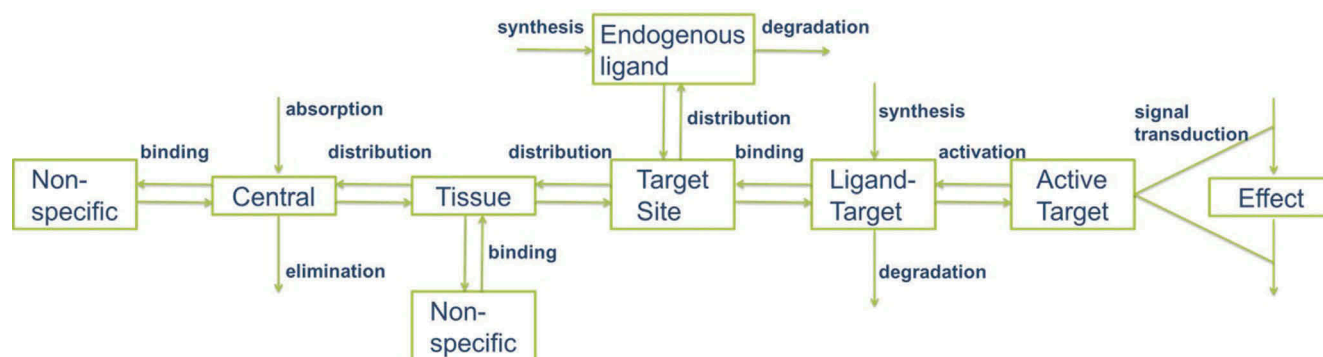 synthesis
Endogenous
ligand
degradation
absorption
distribution
synthesis
signal
transduction
binding
distribution
distribution
binding
activation
Non-
specific
Central
Tissue
Target
Site
Ligand-
Target
Active
Target
Effect
elimination
binding
degradation
Non-
specific